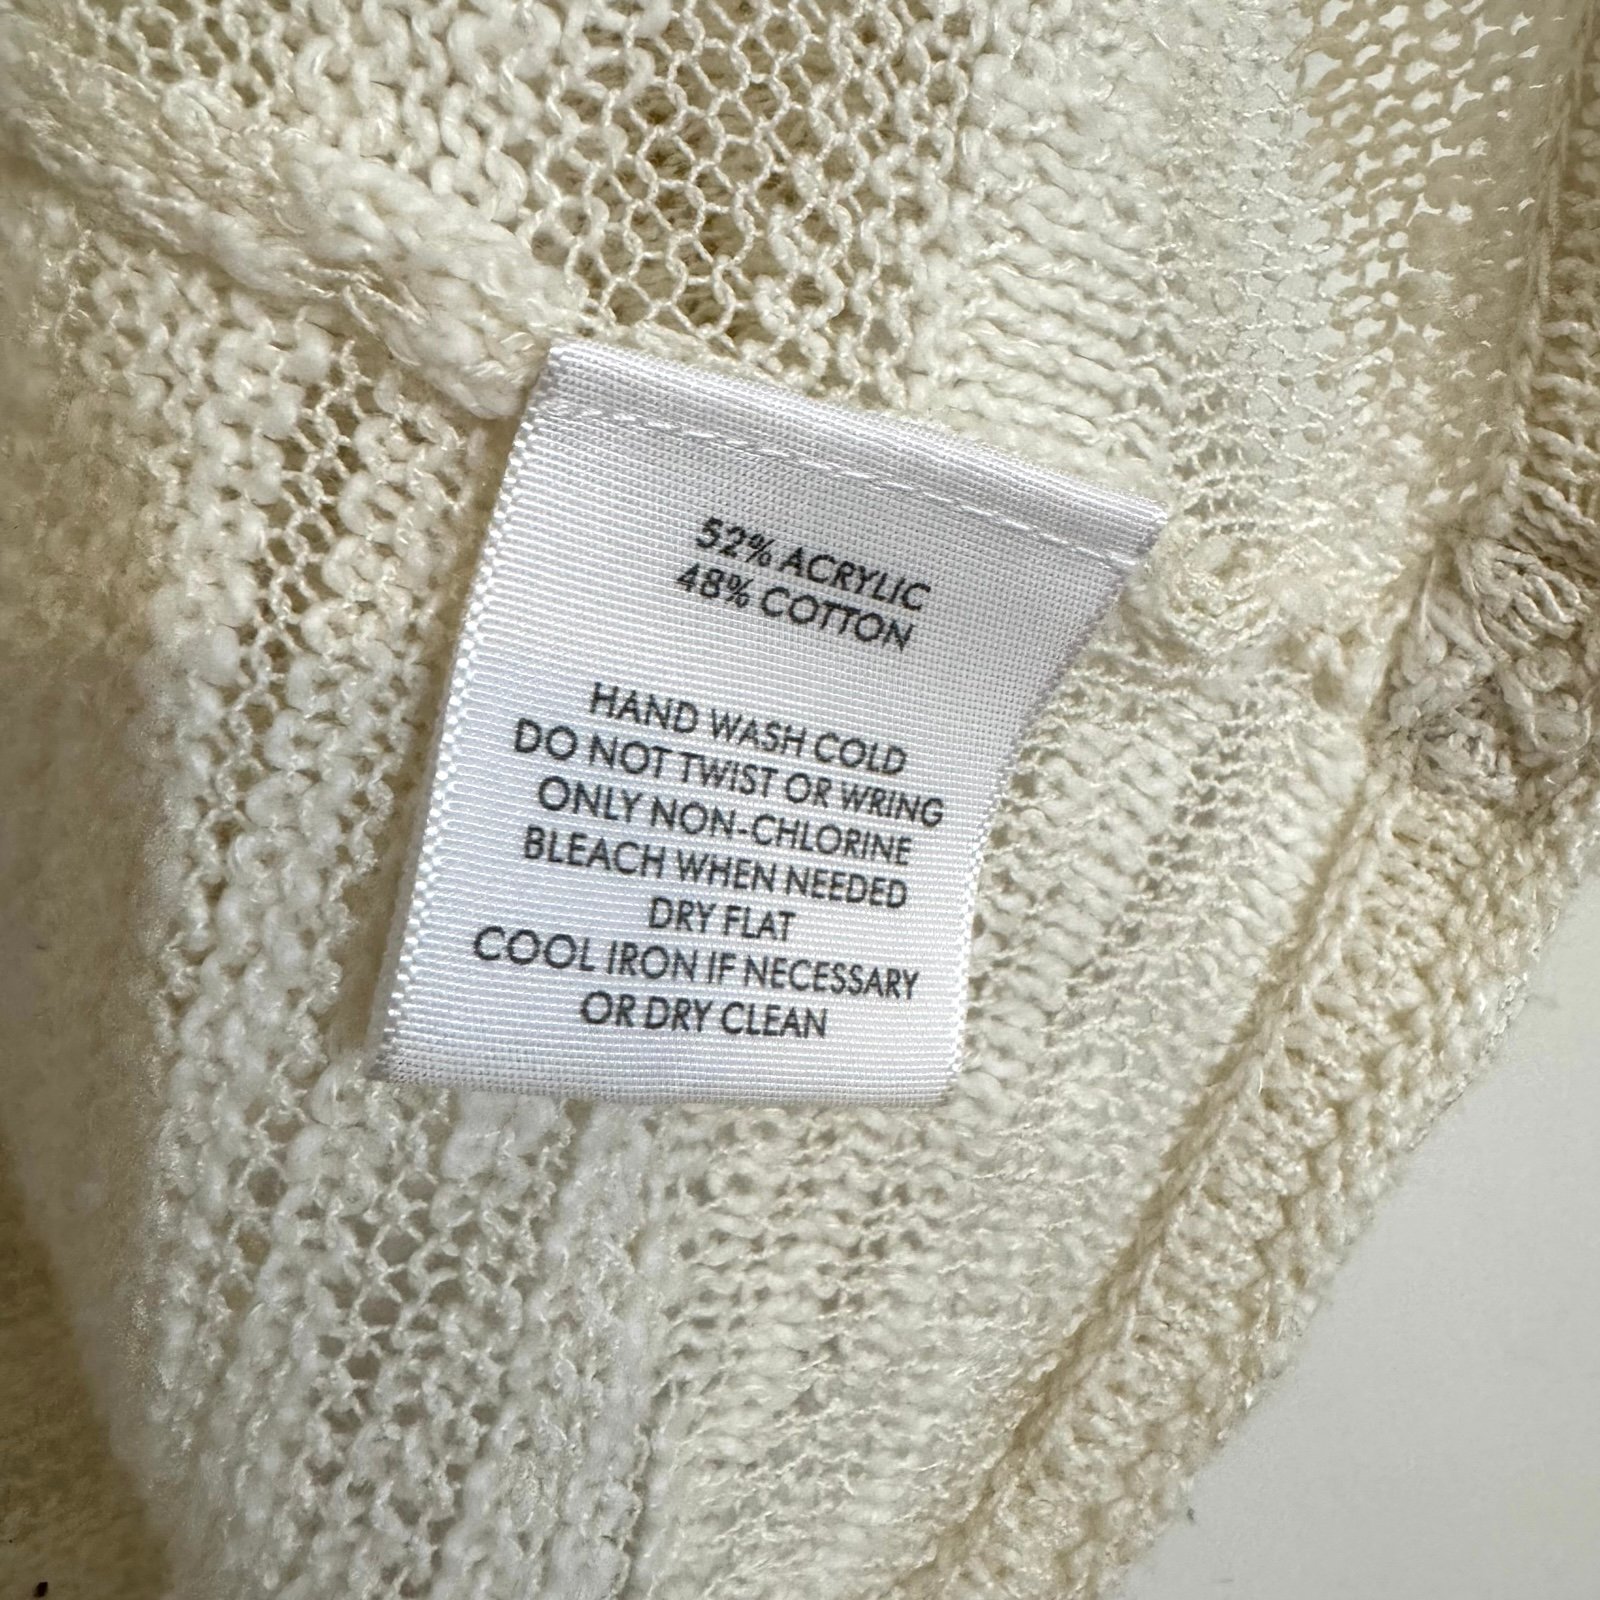 52% ACRYLIC
48% COTTON
HAND WASH COLD
DO NOT TWIST OR WRING
ONLY NON-CHLORINE
BLEACH WHEN NEEDED
DRY FLAT
COOL IRON IF NECESSARY
OR DRY CLEAN